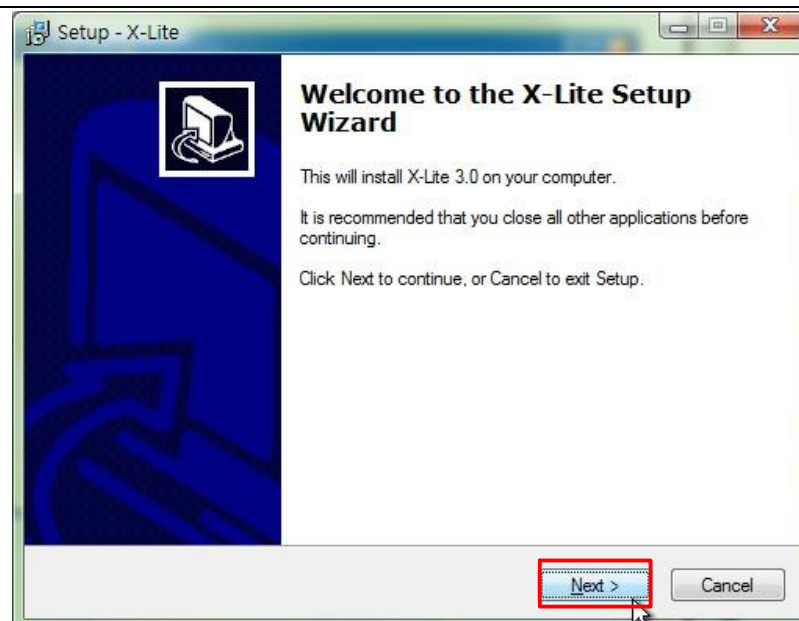 Setup - X-Lite
Welcome to the X-Lite Setup
Wizard
This will install X-Lite 3.0 on your computer.
It is recommended that you close all other applications before
continuing.
Click Next to continue, or Cancel to exit Setup.
Next >
Cancel